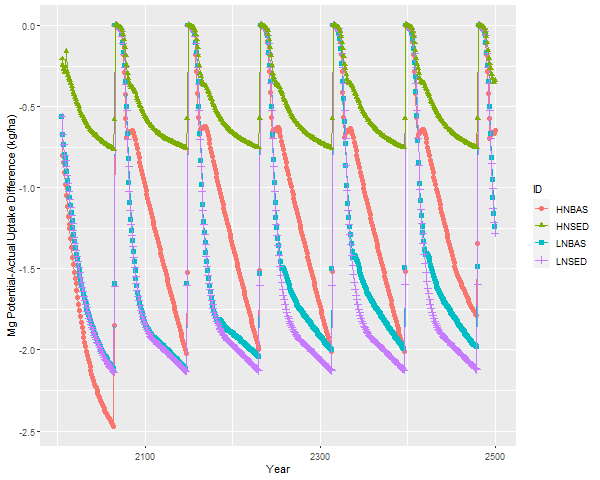 0.0
-0.5
-1.0
-1.5
-2.0
-2.5
Mg Potential-Actual Uptake Difference (kg/ha)
2100
2300
2500
Year
ID
HNBAS
HNSED
LNBAS
LNSED